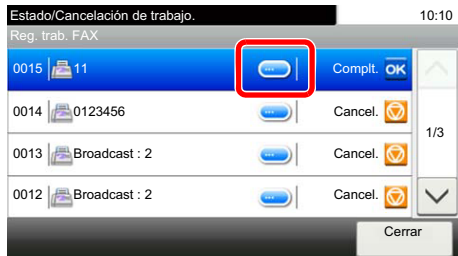 Estado/Cancelación de trabajo. 10:10
Reg. trab. FAX
0015 11 Complt. OK
0014 0123456 Cancel.
0013 Broadcast : 2 Cancel.
1/3
0012 Broadcast : 2 Cancel.
Cerrar